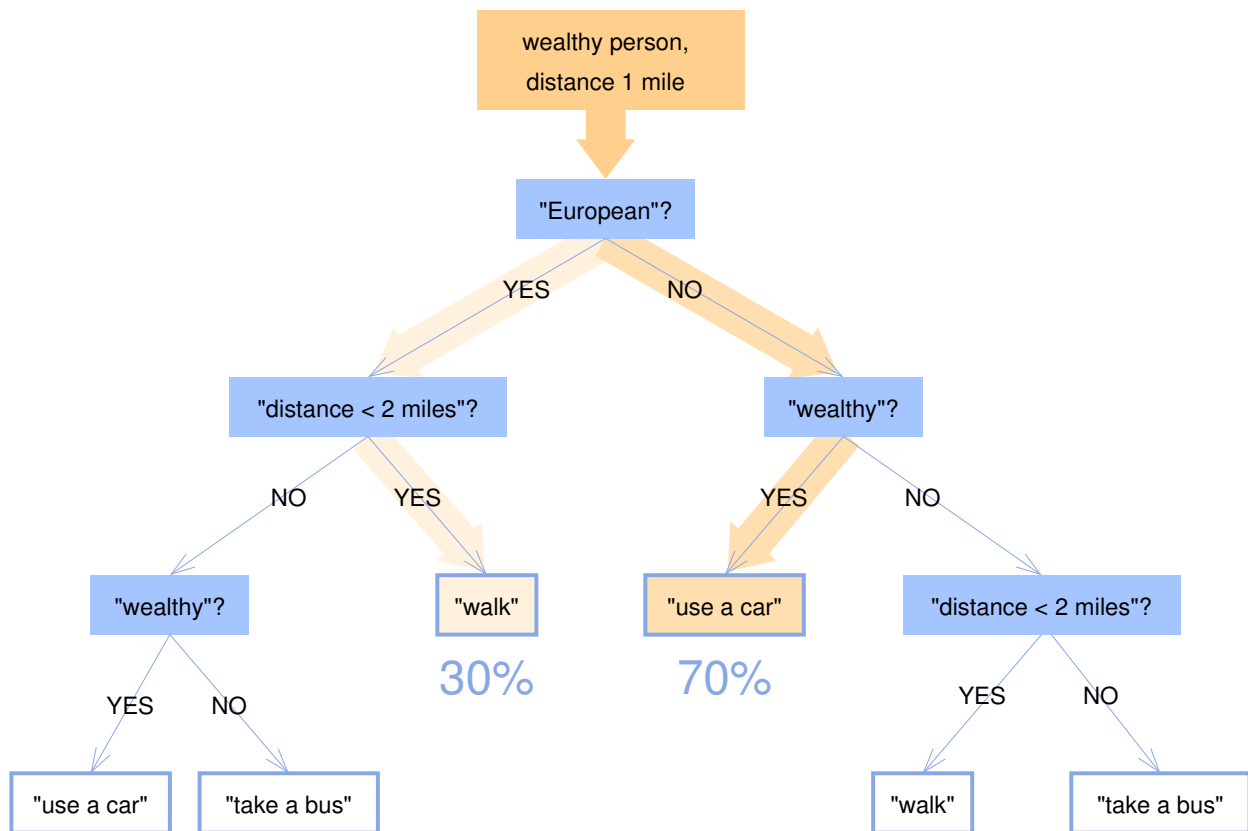 wealthy person,
distance 1 mile
"European"?
YES
NO
"distance < 2 miles"?
"wealthy"?
NO
YES
YES
NO
"wealthy"?
"walk"
"use a car"
"distance < 2 miles"?
30%
70%
YES
NO
YES
NO
"use a car"
"take a bus"
"walk"
"take a bus"